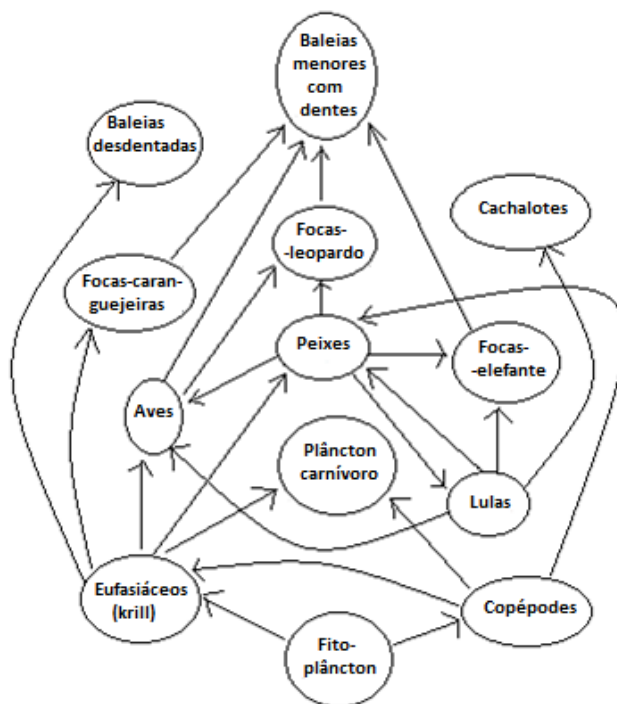 Baleias
menores
com
dentes
Baleias
desdentadas
Cachalotes
Focas-
-leopardo
Focas-caran-
guejeiras
Peixes
Focas-
-elefante
Aves
Plâncton
carnívoro
Lulas
Eufasiáceos
(krill)
Copépodes
Fito-
plâncton